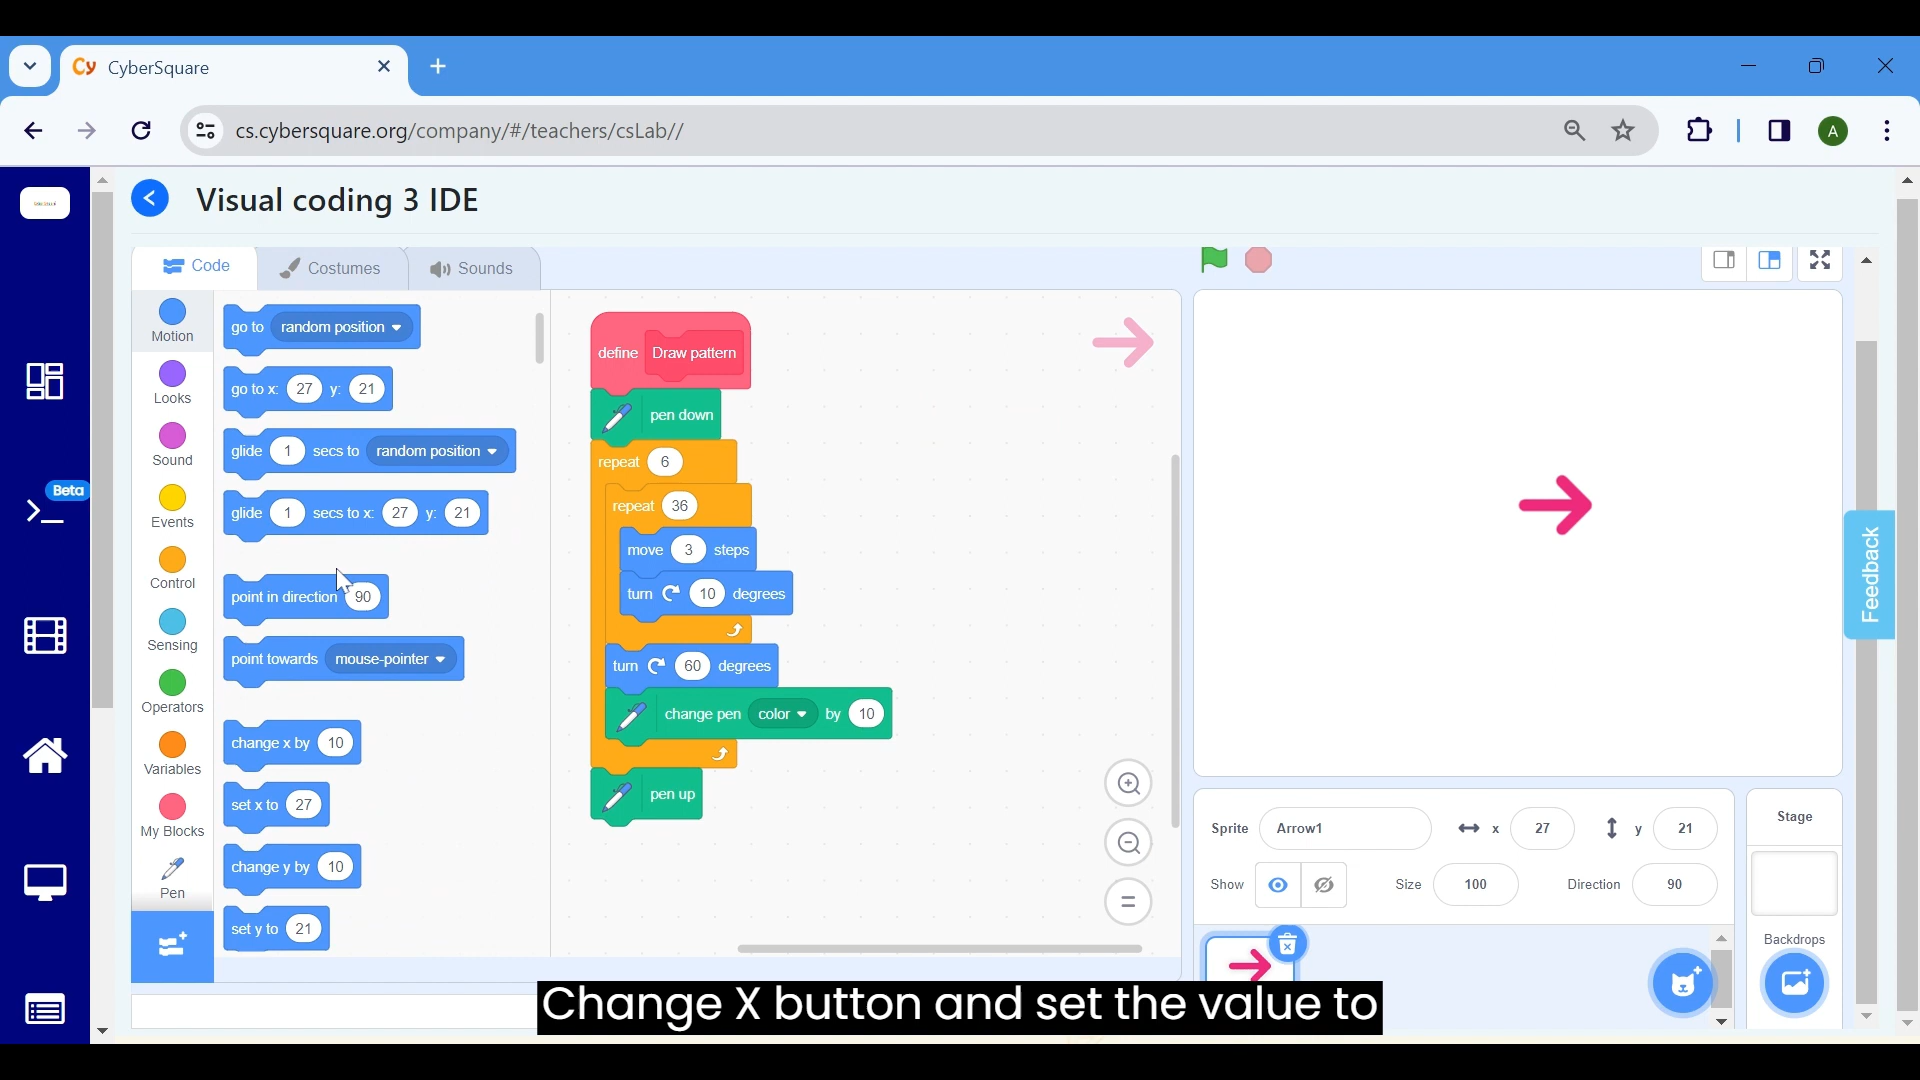 Cy CyberSquare
cs.cybersquare.org/company/#/teachers/csLab//
A
Visual coding 3 IDE
Code
Costumes
Sounds
Beta
Motion
Looks
Sound
Events
Control
Sensing
Operators
Variables
My Blocks
Pen
go to random position
go to x: 27 y: 21
glide 1 secs to random position
glide 1 secs to x: 27 y: 21
point in direction 90
point towards mouse-pointer
change x by 10
set x to 27
change y by 10
set y to 21
define Draw pattern
pen down
repeat 6
repeat 36
move 3 steps
turn 10 degrees
turn 60 degrees
change pen color by 10
pen up
Feedback
Sprite Arrow1 x 27 y 21
Show Size 100 Direction 90
Stage
Backdrops
Change X button and set the value to